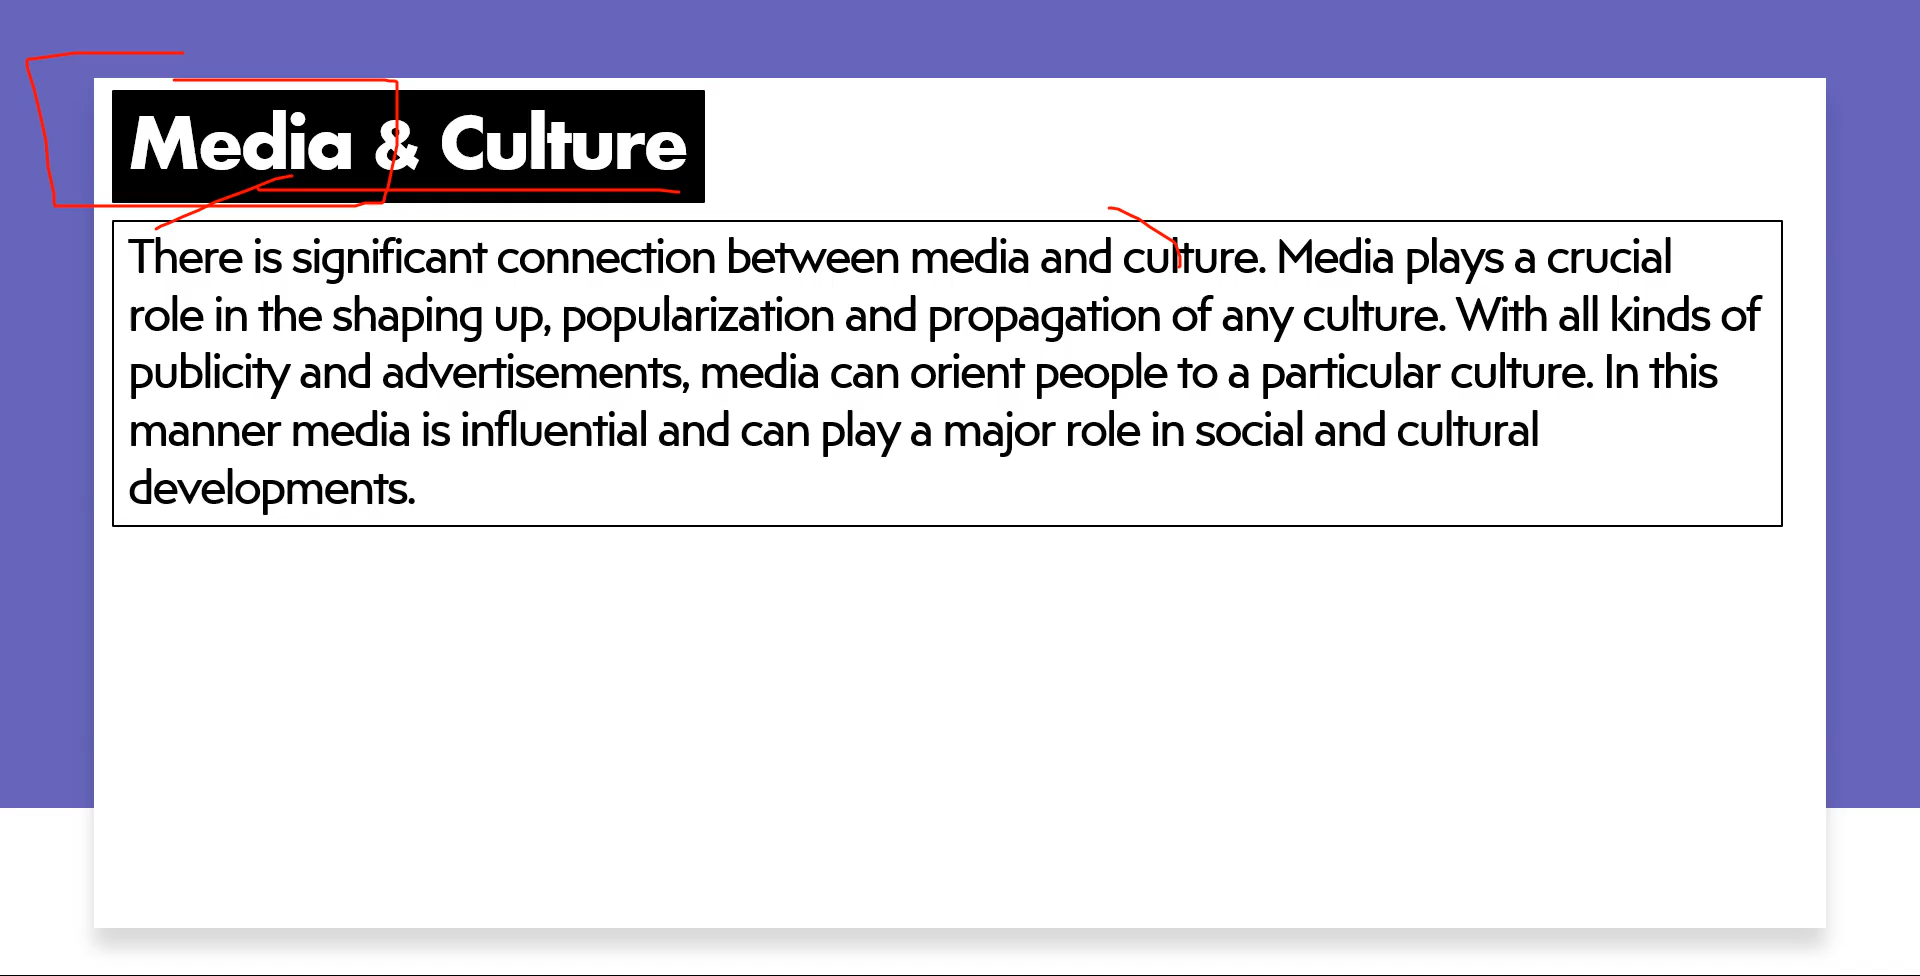 Media & Culture
There is significant connection between media and culture. Media plays a crucial
role in the shaping up, popularization and propagation of any culture. With all kinds of
publicity and advertisements, media can orient people to a particular culture. In this
manner media is influential and can play a major role in social and cultural
developments.